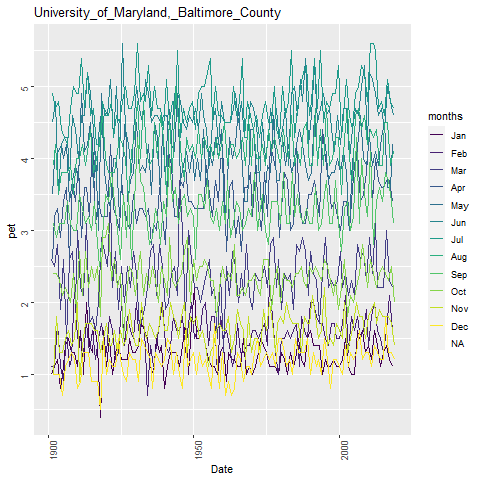 University_of_Maryland,_Baltimore_County
pet
5
4
3
2
1
1900
1950
2000
Date
months
Jan
Feb
Mar
Apr
May
Jun
Jul
Aug
Sep
Oct
Nov
Dec
NA